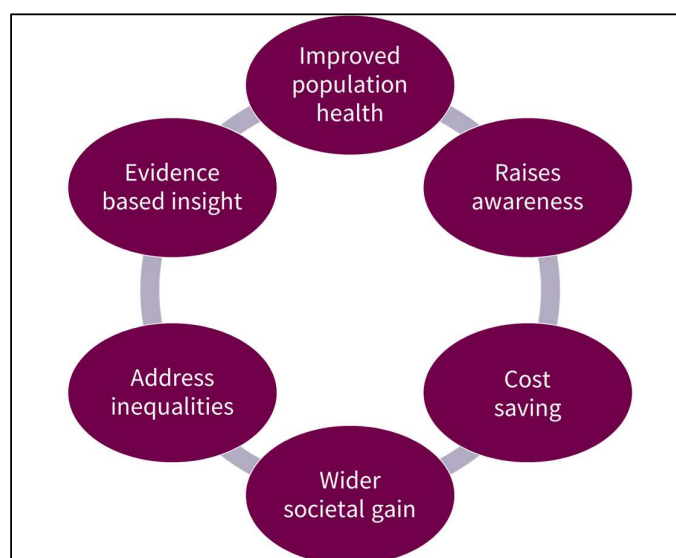 Improved
population
health
Raises
awareness
Cost
saving
Wider
societal gain
Address
inequalities
Evidence
based insight